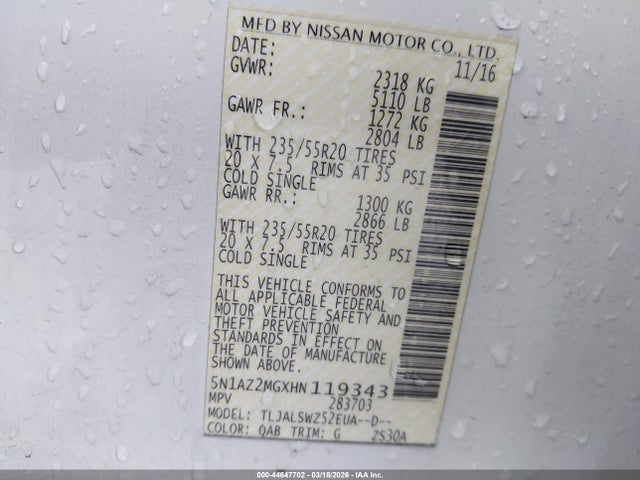 MFD BY NISSAN MOTOR CO., LTD.
DATE: 11/16
GVWR: 2318 KG
5110 LB
GAWR FR.: 1272 KG
2804 LB
WITH 235/55R20 TIRES
20 X 7.5 RIMS AT 35 PSI
COLD SINGLE
GAWR RR.: 1300 KG
2866 LB
WITH 235/55R20 TIRES
20 X 7.5 RIMS AT 35 PSI
COLD SINGLE
THIS VEHICLE CONFORMS TO
ALL APPLICABLE FEDERAL
MOTOR VEHICLE SAFETY AND
THEFT PREVENTION
STANDARDS IN EFFECT ON
THE DATE OF MANUFACTURE
SHOWN ABOVE.
5N1AZ2MGXHN119343
MPV 283703
MODEL: TLJALSWZ52EUA--D--
COLOR: QAB TRIM: G ZS30A
000-44647702 - 03/18/2026 - IAAI.com